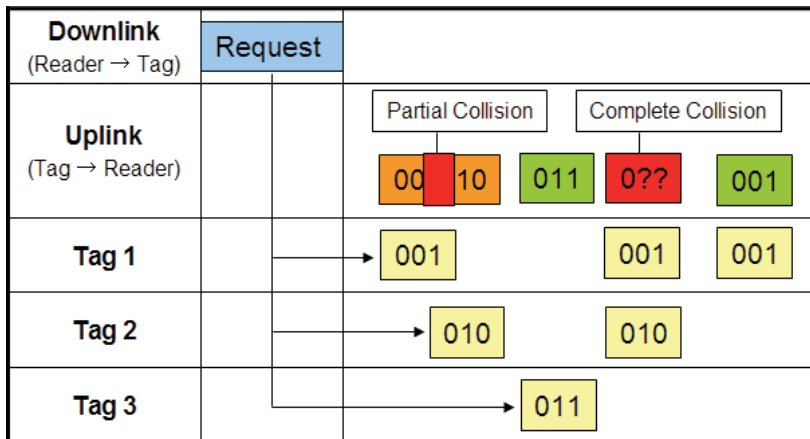 Downlink
(Reader → Tag)
Request
Partial Collision
Complete Collision
Uplink
(Tag → Reader)
00 10
011
0??
001
Tag 1
001
001
001
Tag 2
010
010
Tag 3
011